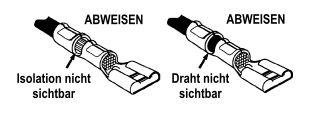 ABWEISEN
Isolation nicht
sichtbar
ABWEISEN
Draht nicht
sichtbar